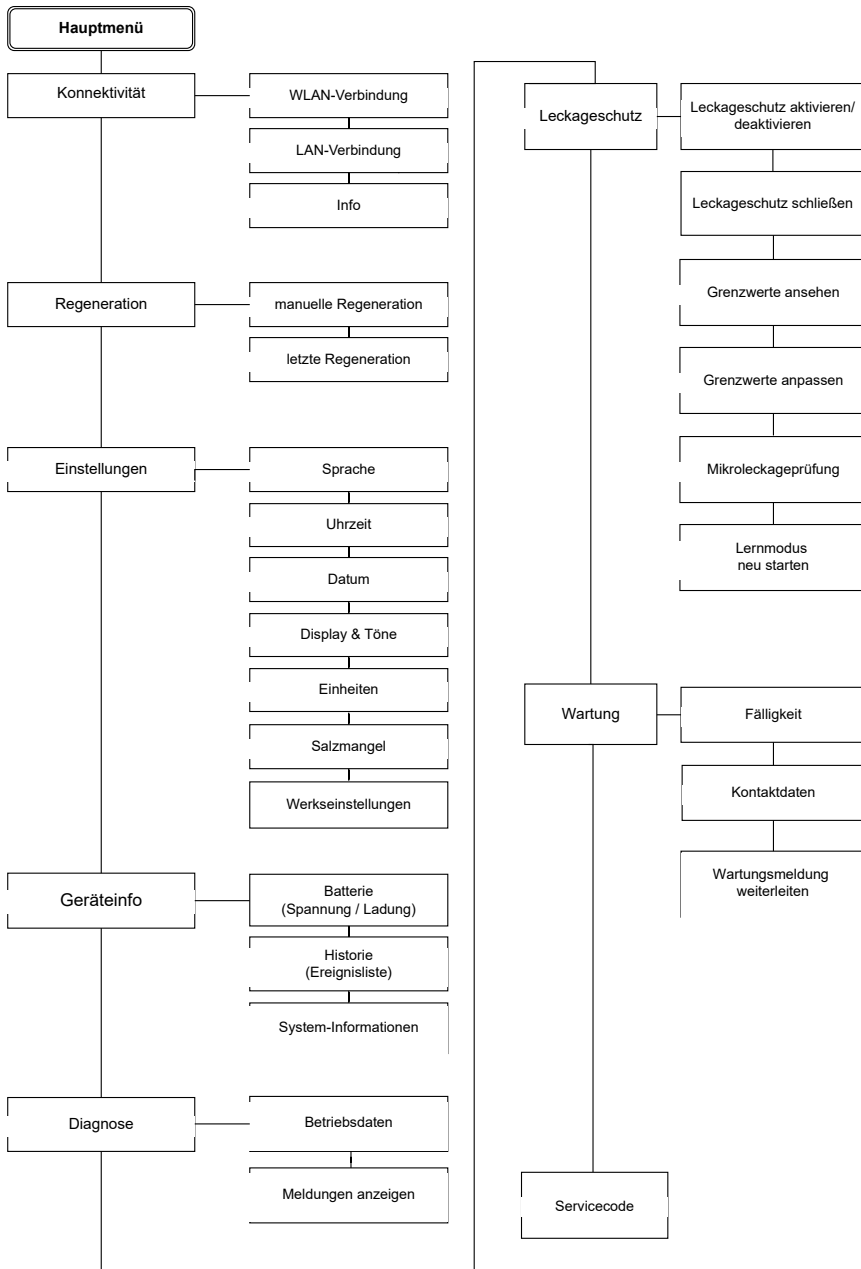 Hauptmenü
Konnektivität
WLAN-Verbindung
LAN-Verbindung
Info
Regeneration
manuelle Regeneration
letzte Regeneration
Einstellungen
Sprache
Uhrzeit
Datum
Display & Töne
Einheiten
Salzmangel
Werkseinstellungen
Geräteinfo
Batterie
(Spannung / Ladung)
Historie
(Ereignisliste)
System-Informationen
Diagnose
Betriebsdaten
Meldungen anzeigen
Leckageschutz
Leckageschutz aktivieren/
deaktivieren
Leckageschutz schließen
Grenzwerte ansehen
Grenzwerte anpassen
Mikroleckageprüfung
Lernmodus
neu starten
Wartung
Fälligkeit
Kontaktdaten
Wartungsmeldung
weiterleiten
Servicecode